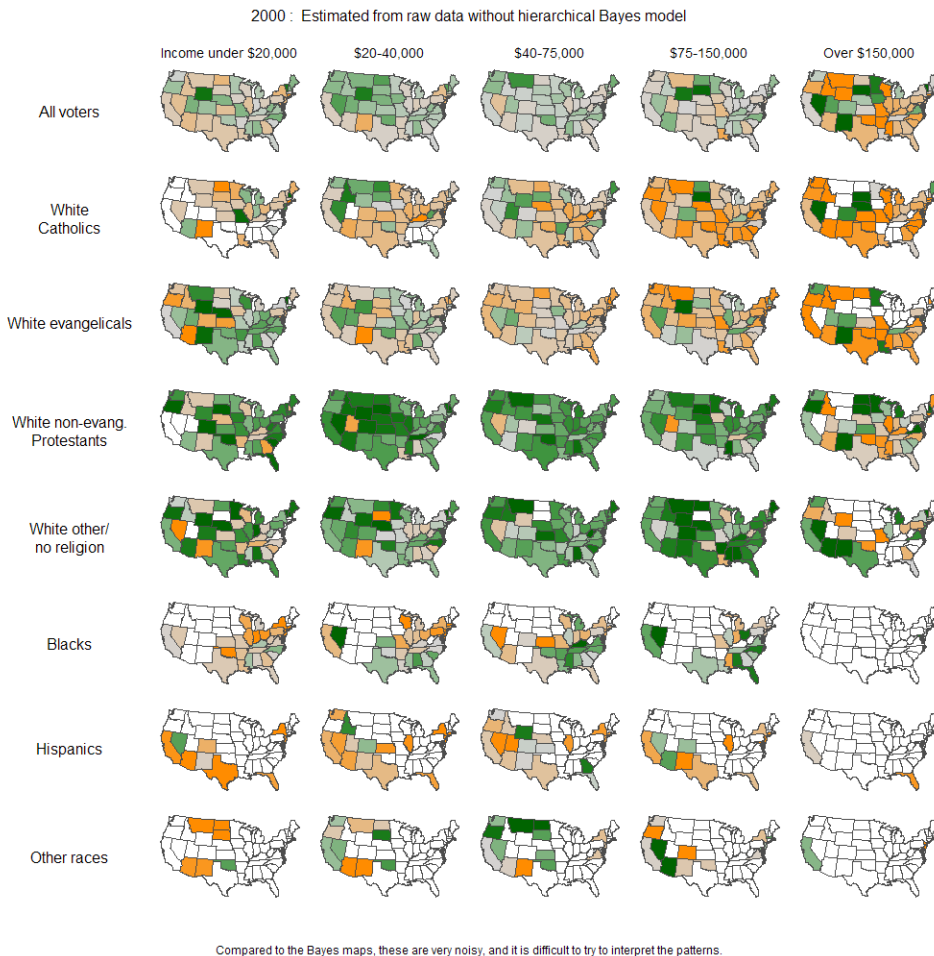 2000 : Estimated from raw data without hierarchical Bayes model
Income under $20,000 $20-40,000 $40-75,000 $75-150,000 Over $150,000
All voters
White
Catholics
White evangelicals
White non-evang.
Protestants
White other/
no religion
Blacks
Hispanics
Other races
Compared to the Bayes maps, these are very noisy, and it is difficult to try to interpret the patterns.